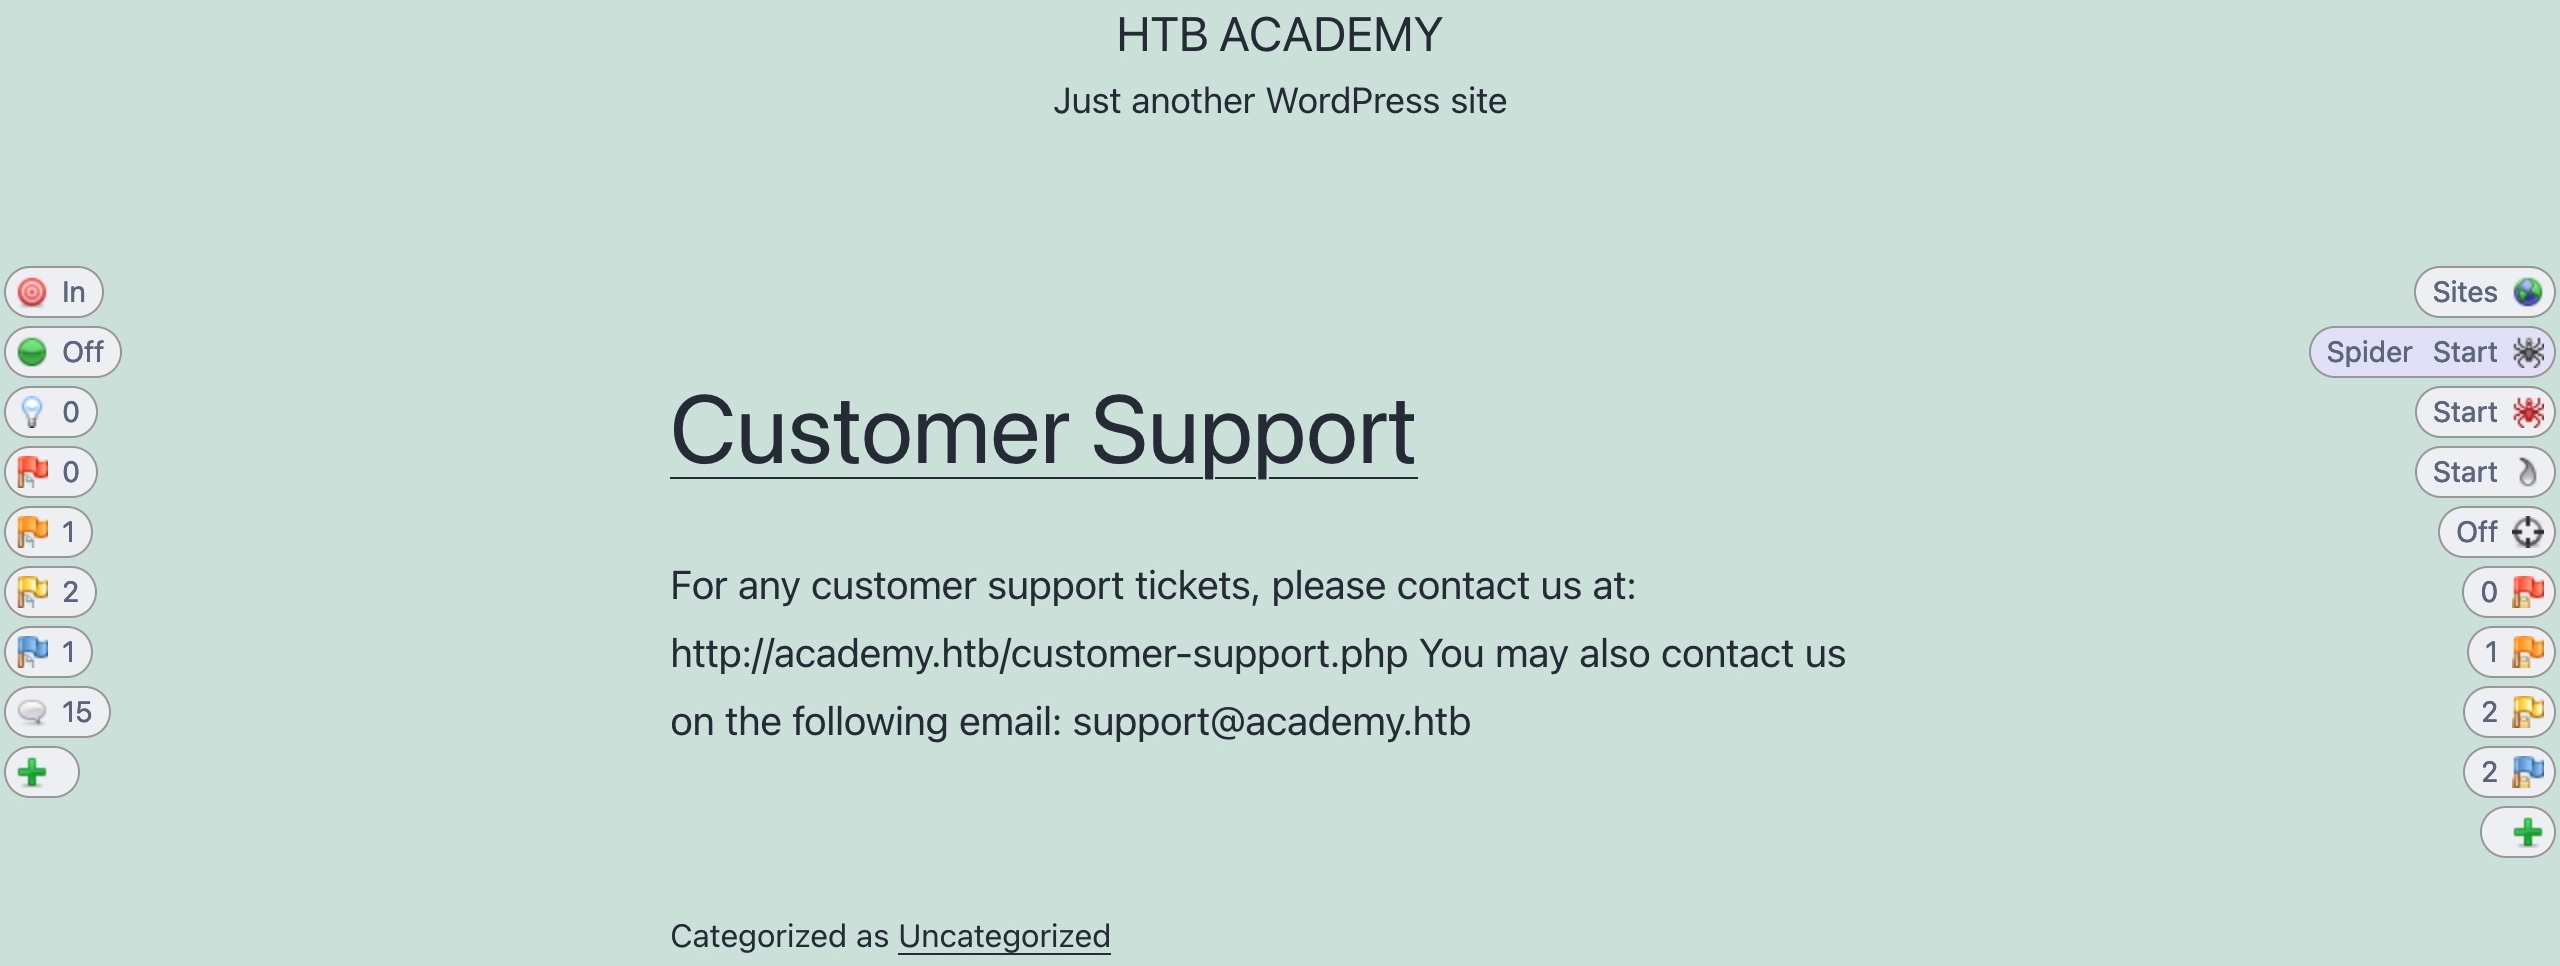 HTB ACADEMY
Just another WordPress site
In
Off
0
0
1
2
1
15
Sites
Spider Start
Start
Start
Off
0
1
2
2
Customer Support
For any customer support tickets, please contact us at:
http://academy.htb/customer-support.php You may also contact us
on the following email: support@academy.htb
Categorized as Uncategorized